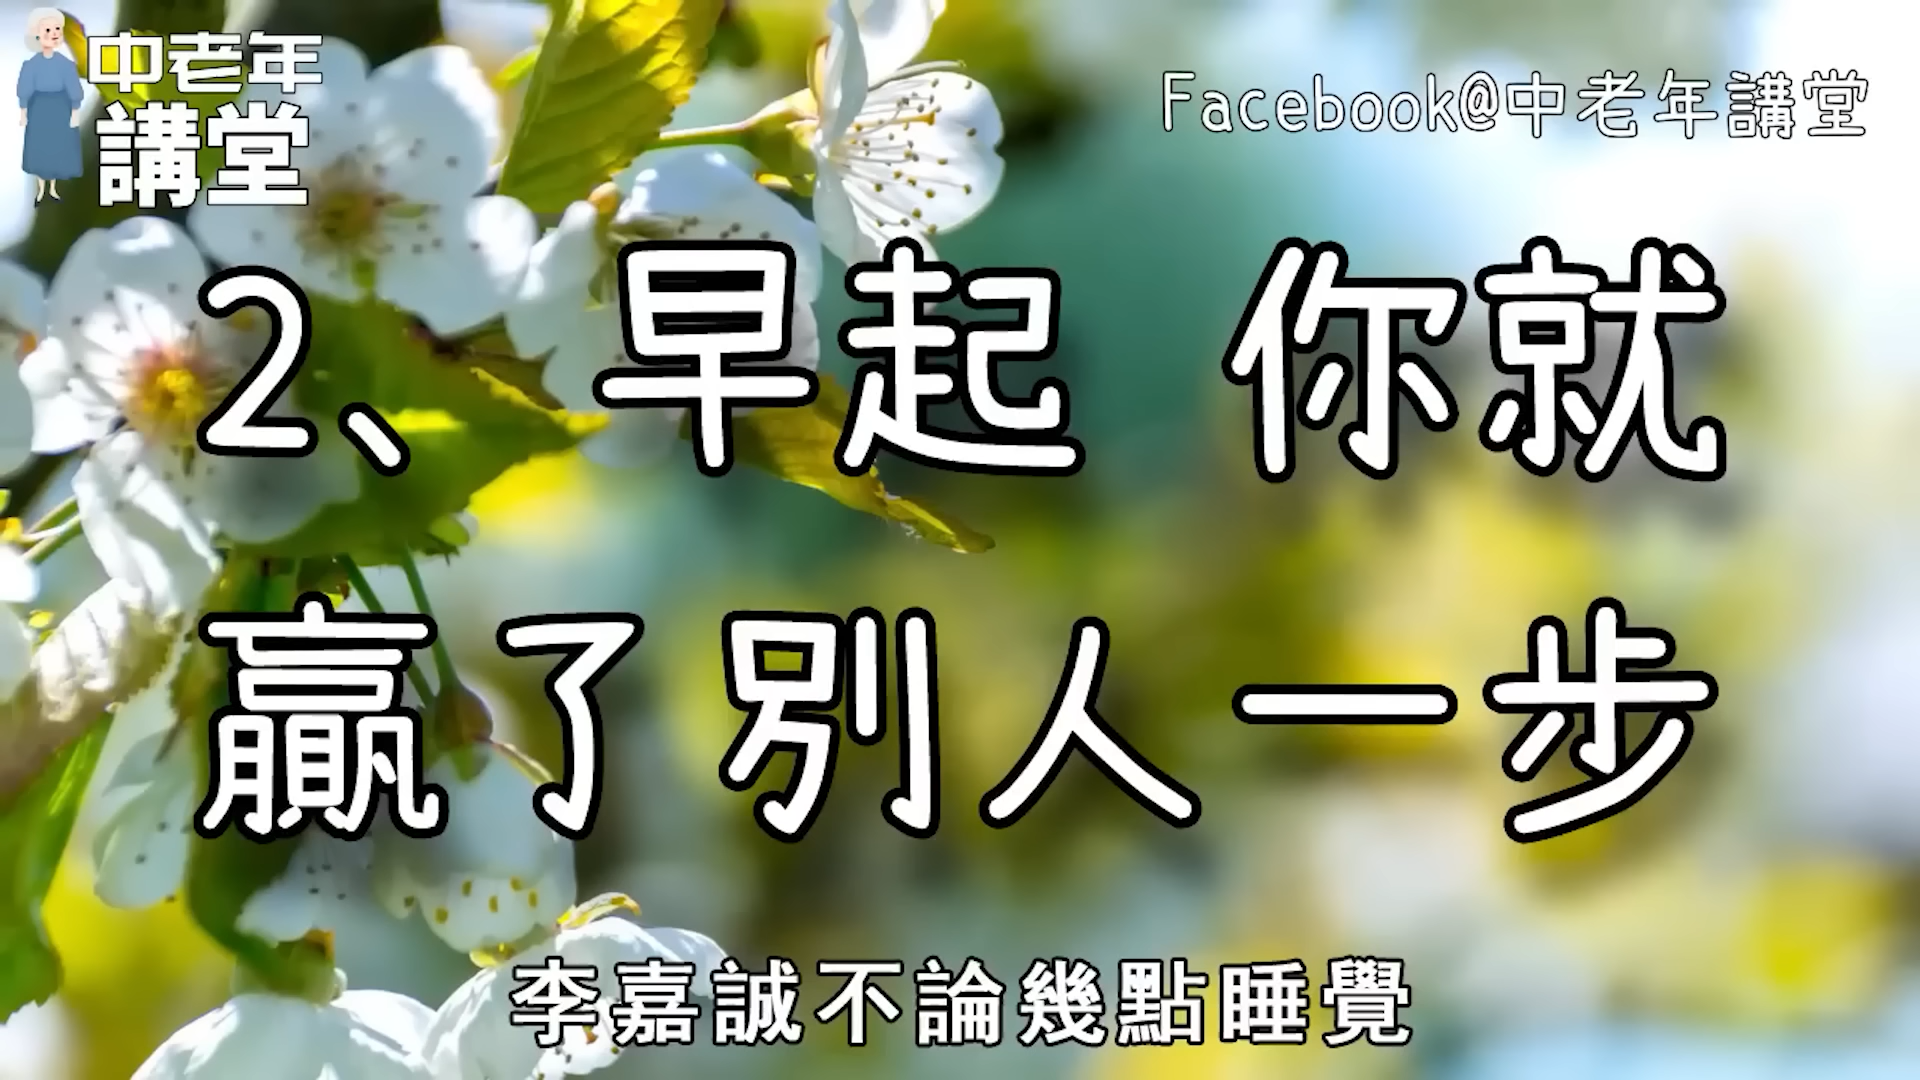 中老年
講堂
Facebook@中老年講堂
2、早起 你就
贏了別人一步
李嘉誠不論幾點睡覺